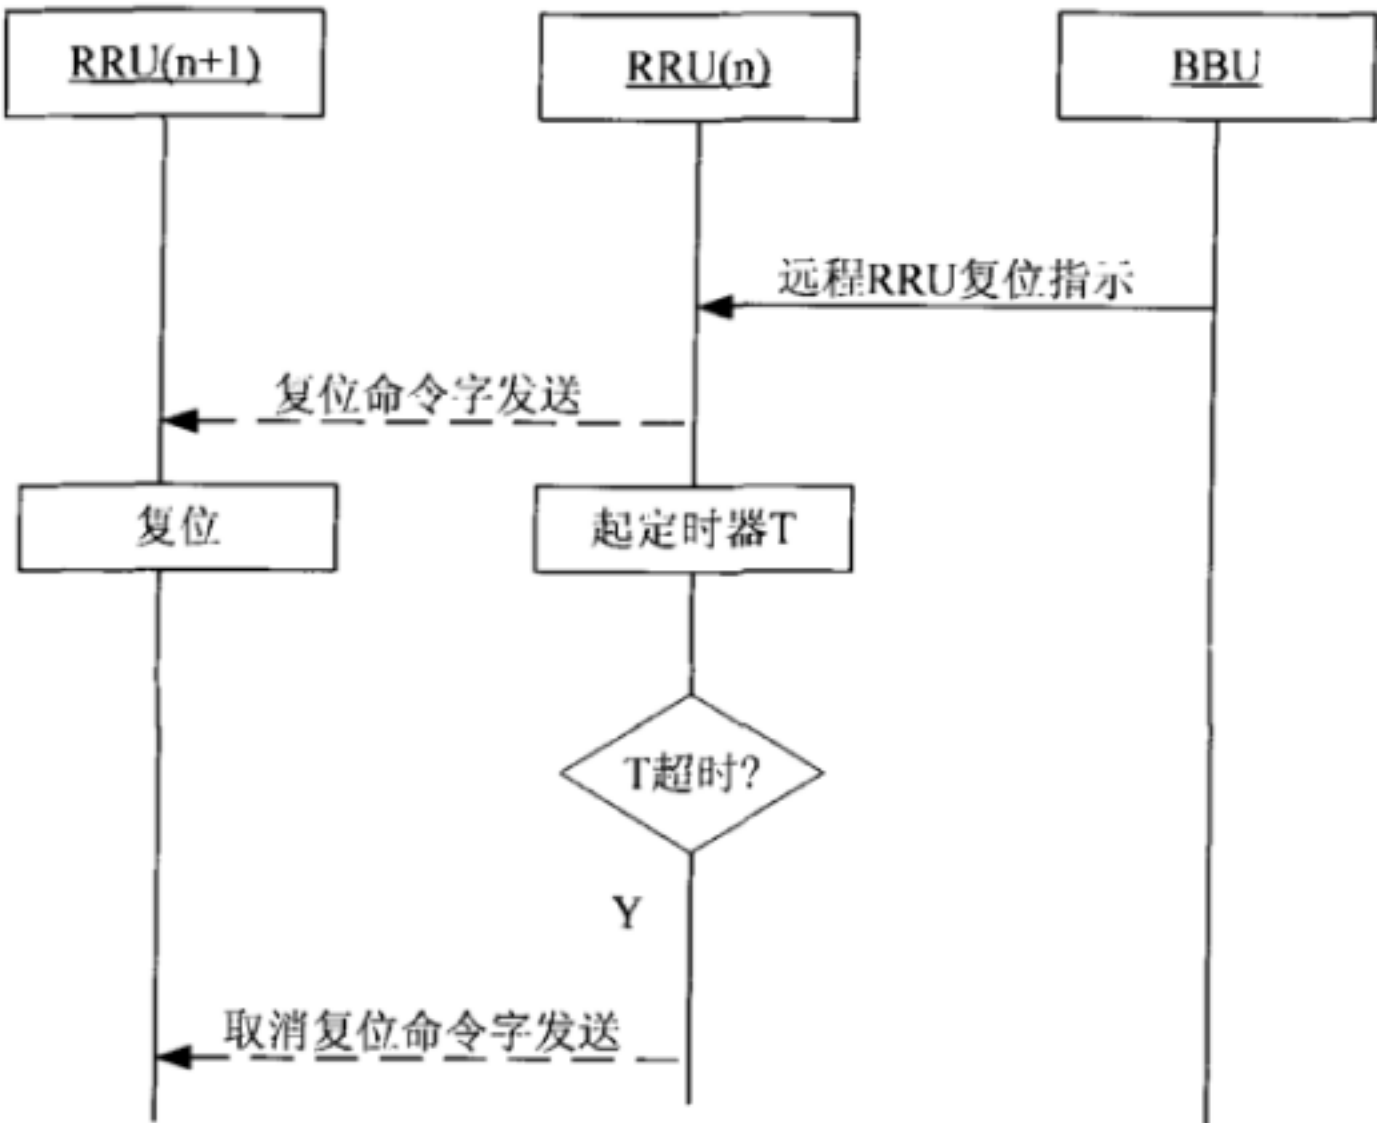 RRU(n+1)
RRU(n)
BBU
远程RRU复位指示
复位命令字发送
复位
起定时器T
T超时?
Y
取消复位命令字发送